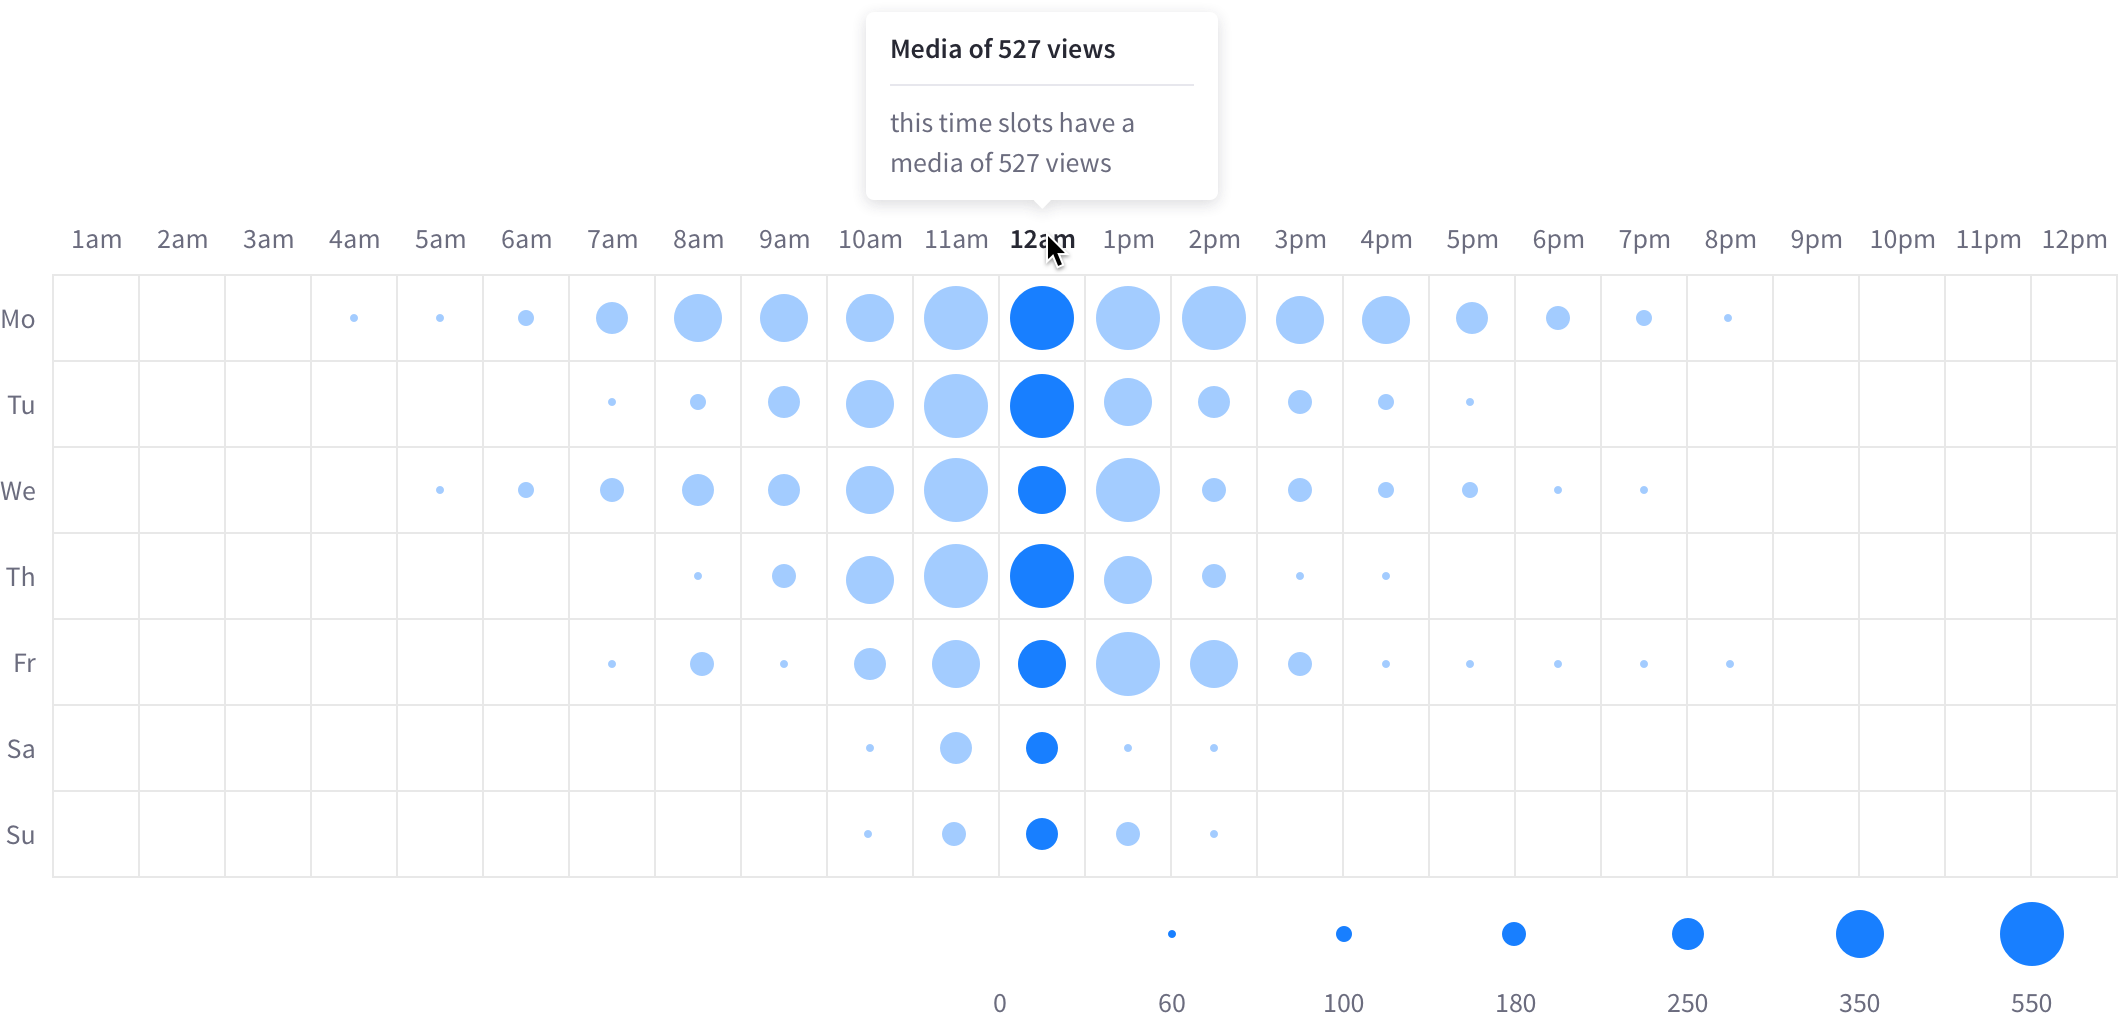 Media of 527 views
this time slots have a
media of 527 views
1am 2am 3am 4am 5am 6am 7am 8am 9am 10am 11am 12am 1pm 2pm 3pm 4pm 5pm 6pm 7pm 8pm 9pm 10pm 11pm 12pm
Mo
Tu
We
Th
Fr
Sa
Su
0 60 100 180 250 350 550